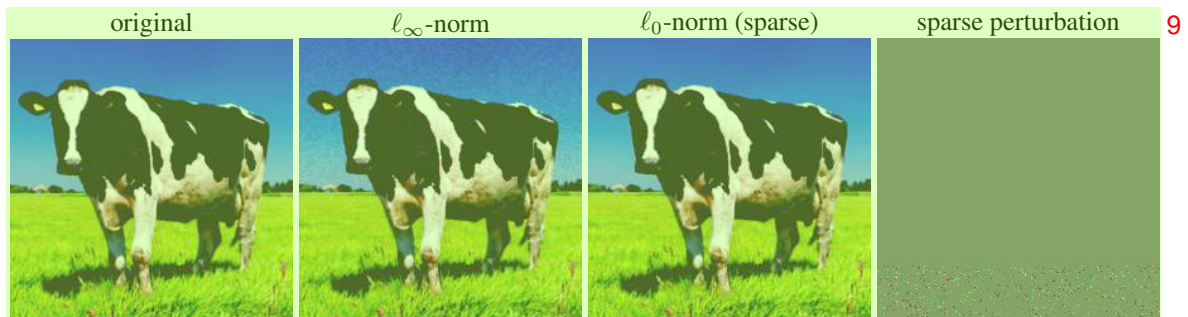 original ℓ∞-norm ℓ0-norm (sparse) sparse perturbation 9